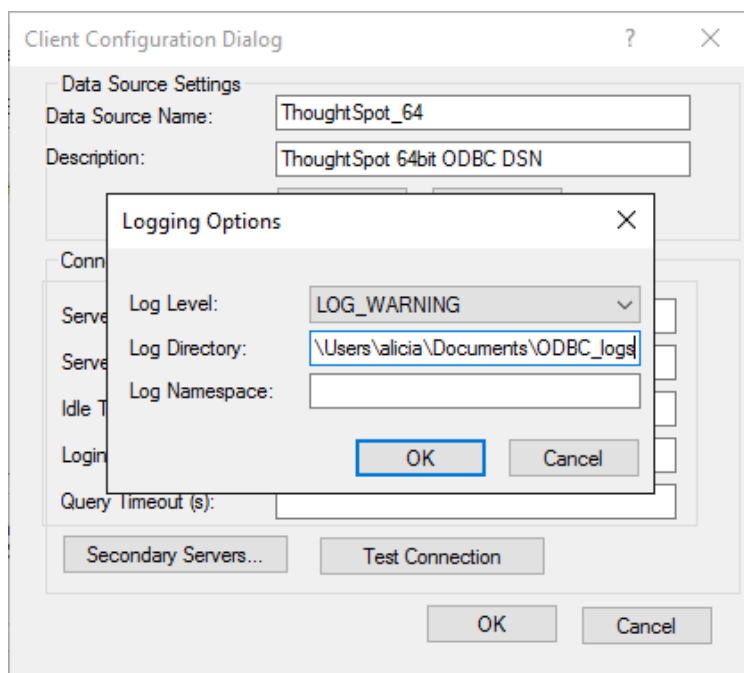 Client Configuration Dialog
Data Source Settings
Data Source Name: ThoughtSpot_64
Description: ThoughtSpot 64bit ODBC DSN
Logging Options
Log Level: LOG_WARNING
Log Directory: \Users\alicia\Documents\ODBC_logs
Log Namespace:
OK Cancel
Idle
Login
Query Timeout (s):
Secondary Servers... Test Connection
OK Cancel